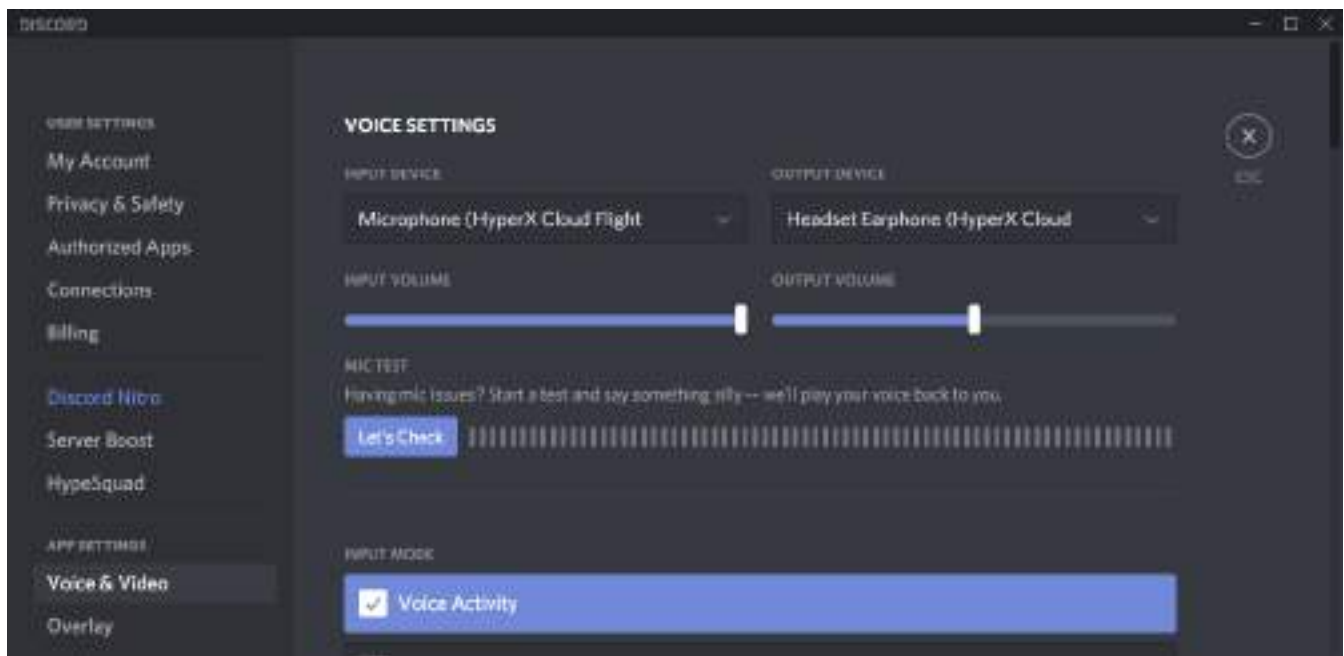 DISCORD
USER SETTINGS
My Account
Privacy & Safety
Authorized Apps
Connections
Billing
Discord Nitro
Server Boost
HypeSquad
APP SETTINGS
Voice & Video
Overlay
VOICE SETTINGS
INPUT DEVICE
Microphone (HyperX Cloud Flight
OUTPUT DEVICE
Headset Earphone (HyperX Cloud
INPUT VOLUME
OUTPUT VOLUME
MIC TEST
Having mic issues? Start a test and say something silly — we'll play your voice back to you.
Let's Check
INPUT MODE
Voice Activity
ESC